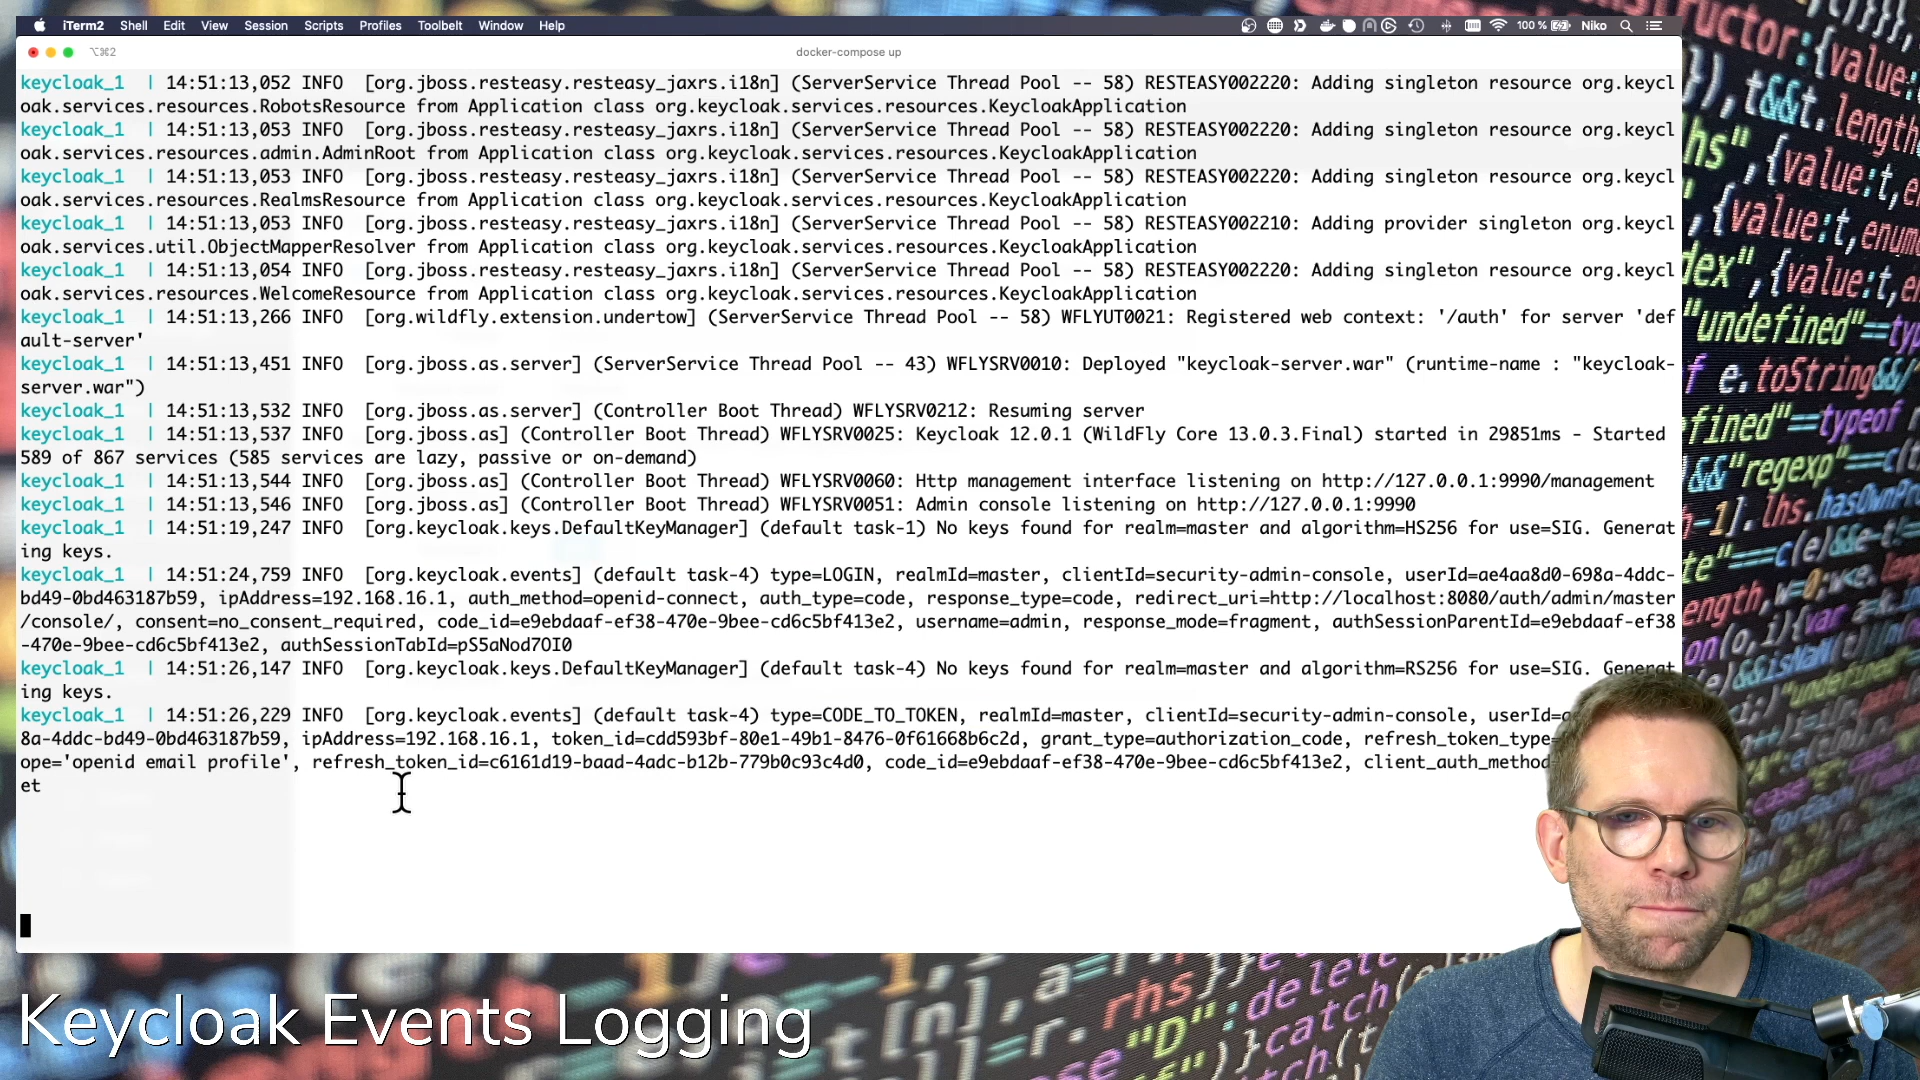 iTerm2 Shell Edit View Session Scripts Profiles Toolbelt Window Help 100 % Niko
⌥⌘2 docker-compose up
keycloak_1 | 14:51:13,052 INFO [org.jboss.resteasy.resteasy_jaxrs.i18n] (ServerService Thread Pool -- 58) RESTEASY002220: Adding singleton resource org.keycl
oak.services.resources.RobotsResource from Application class org.keycloak.services.resources.KeycloakApplication
keycloak_1 | 14:51:13,053 INFO [org.jboss.resteasy.resteasy_jaxrs.i18n] (ServerService Thread Pool -- 58) RESTEASY002220: Adding singleton resource org.keycl
oak.services.resources.admin.AdminRoot from Application class org.keycloak.services.resources.KeycloakApplication
keycloak_1 | 14:51:13,053 INFO [org.jboss.resteasy.resteasy_jaxrs.i18n] (ServerService Thread Pool -- 58) RESTEASY002220: Adding singleton resource org.keycl
oak.services.resources.RealmsResource from Application class org.keycloak.services.resources.KeycloakApplication
keycloak_1 | 14:51:13,053 INFO [org.jboss.resteasy.resteasy_jaxrs.i18n] (ServerService Thread Pool -- 58) RESTEASY002210: Adding provider singleton org.keycl
oak.services.util.ObjectMapperResolver from Application class org.keycloak.services.resources.KeycloakApplication
keycloak_1 | 14:51:13,054 INFO [org.jboss.resteasy.resteasy_jaxrs.i18n] (ServerService Thread Pool -- 58) RESTEASY002220: Adding singleton resource org.keycl
oak.services.resources.WelcomeResource from Application class org.keycloak.services.resources.KeycloakApplication
keycloak_1 | 14:51:13,266 INFO [org.wildfly.extension.undertow] (ServerService Thread Pool -- 58) WFLYUT0021: Registered web context: '/auth' for server 'def
ault-server'
keycloak_1 | 14:51:13,451 INFO [org.jboss.as.server] (ServerService Thread Pool -- 43) WFLYSRV0010: Deployed "keycloak-server.war" (runtime-name : "keycloak-
server.war")
keycloak_1 | 14:51:13,532 INFO [org.jboss.as.server] (Controller Boot Thread) WFLYSRV0212: Resuming server
keycloak_1 | 14:51:13,537 INFO [org.jboss.as] (Controller Boot Thread) WFLYSRV0025: Keycloak 12.0.1 (WildFly Core 13.0.3.Final) started in 29851ms - Started
589 of 867 services (585 services are lazy, passive or on-demand)
keycloak_1 | 14:51:13,544 INFO [org.jboss.as] (Controller Boot Thread) WFLYSRV0060: Http management interface listening on http://127.0.0.1:9990/management
keycloak_1 | 14:51:13,546 INFO [org.jboss.as] (Controller Boot Thread) WFLYSRV0051: Admin console listening on http://127.0.0.1:9990
keycloak_1 | 14:51:19,247 INFO [org.keycloak.keys.DefaultKeyManager] (default task-1) No keys found for realm=master and algorithm=HS256 for use=SIG. Generat
ing keys.
keycloak_1 | 14:51:24,759 INFO [org.keycloak.events] (default task-4) type=LOGIN, realmId=master, clientId=security-admin-console, userId=ae4aa8d0-698a-4ddc-
bd49-0bd463187b59, ipAddress=192.168.16.1, auth_method=openid-connect, auth_type=code, response_type=code, redirect_uri=http://localhost:8080/auth/admin/master
/console/, consent=no_consent_required, code_id=e9ebdaaf-ef38-470e-9bee-cd6c5bf413e2, username=admin, response_mode=fragment, authSessionParentId=e9ebdaaf-ef38
-470e-9bee-cd6c5bf413e2, authSessionTabId=pS5aNod7OI0
keycloak_1 | 14:51:26,147 INFO [org.keycloak.keys.DefaultKeyManager] (default task-4) No keys found for realm=master and algorithm=RS256 for use=SIG. Generat
ing keys.
keycloak_1 | 14:51:26,229 INFO [org.keycloak.events] (default task-4) type=CODE_TO_TOKEN, realmId=master, clientId=security-admin-console,
8a-4ddc-bd49-0bd463187b59, ipAddress=192.168.16.1, token_id=cdd593bf-80e1-49b1-8476-0f61668b6c2d, grant_type=authorization_code, refresh_token_type=
ope='openid email profile', refresh_token_id=c6161d19-baad-4adc-b12b-779b0c93c4d0, code_id=e9ebdaaf-ef38-470e-9bee-cd6c5bf413e2, client_auth_method
et
Keycloak Events Logging